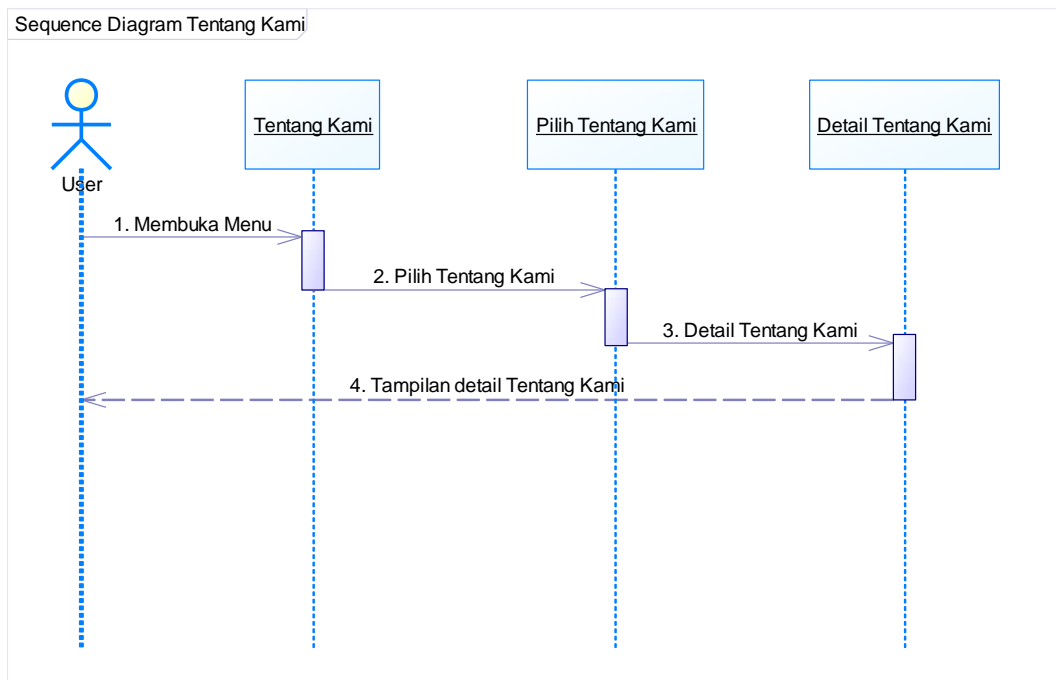 Sequence Diagram Tentang Kami
User
Tentang Kami
Pilih Tentang Kami
Detail Tentang Kami
1. Membuka Menu
2. Pilih Tentang Kami
3. Detail Tentang Kami
4. Tampilan detail Tentang Kami